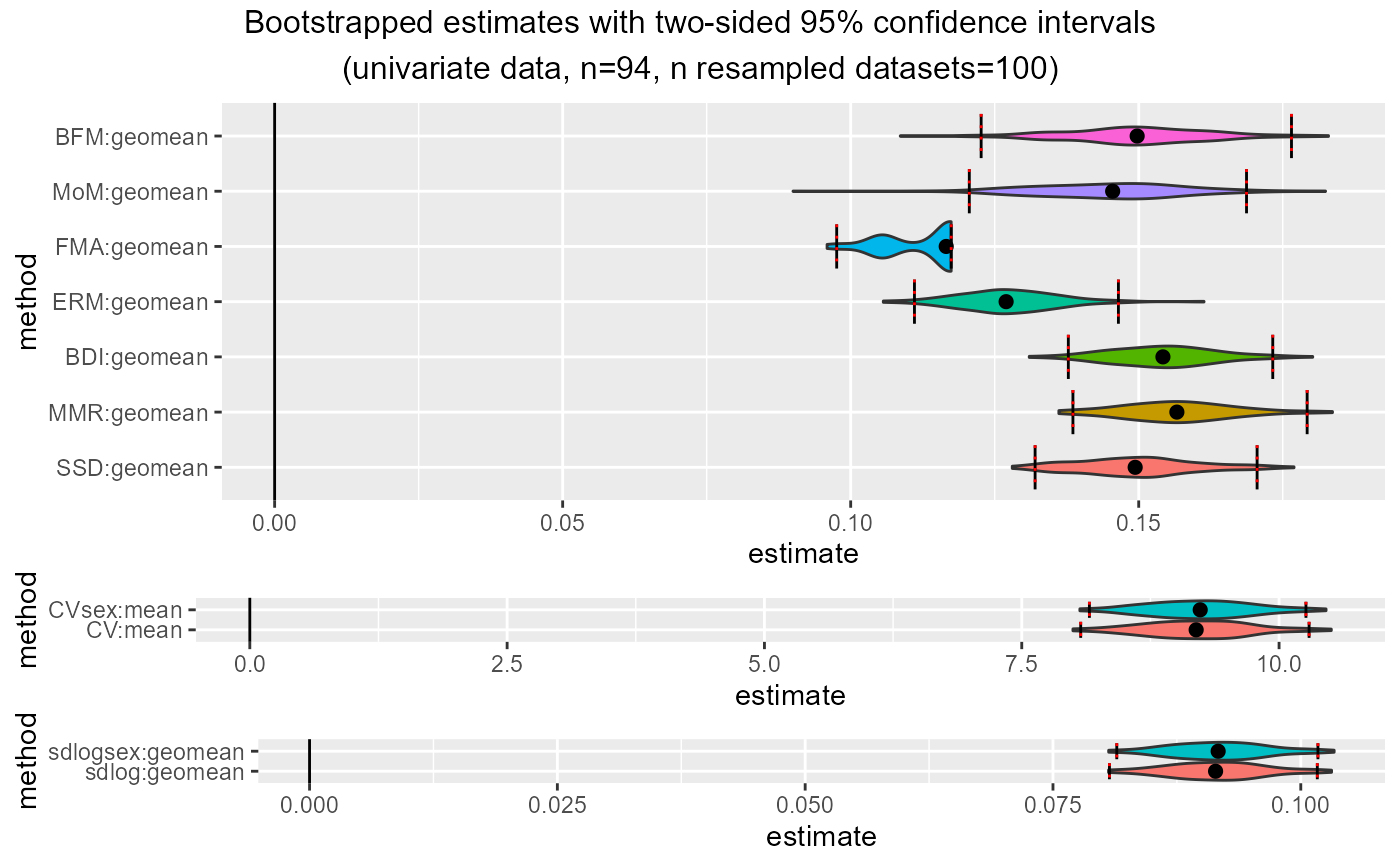 Bootstrapped estimates with two-sided 95% confidence intervals
(univariate data, n=94, n resampled datasets=100)
method
BFM:geomean
MoM:geomean
FMA:geomean
ERM:geomean
BDI:geomean
MMR:geomean
SSD:geomean
0.00 0.05 0.10 0.15
estimate
method
CVsex:mean
CV:mean
0.0 2.5 5.0 7.5 10.0
estimate
method
sdlogsex:geomean
sdlog:geomean
0.000 0.025 0.050 0.075 0.100
estimate